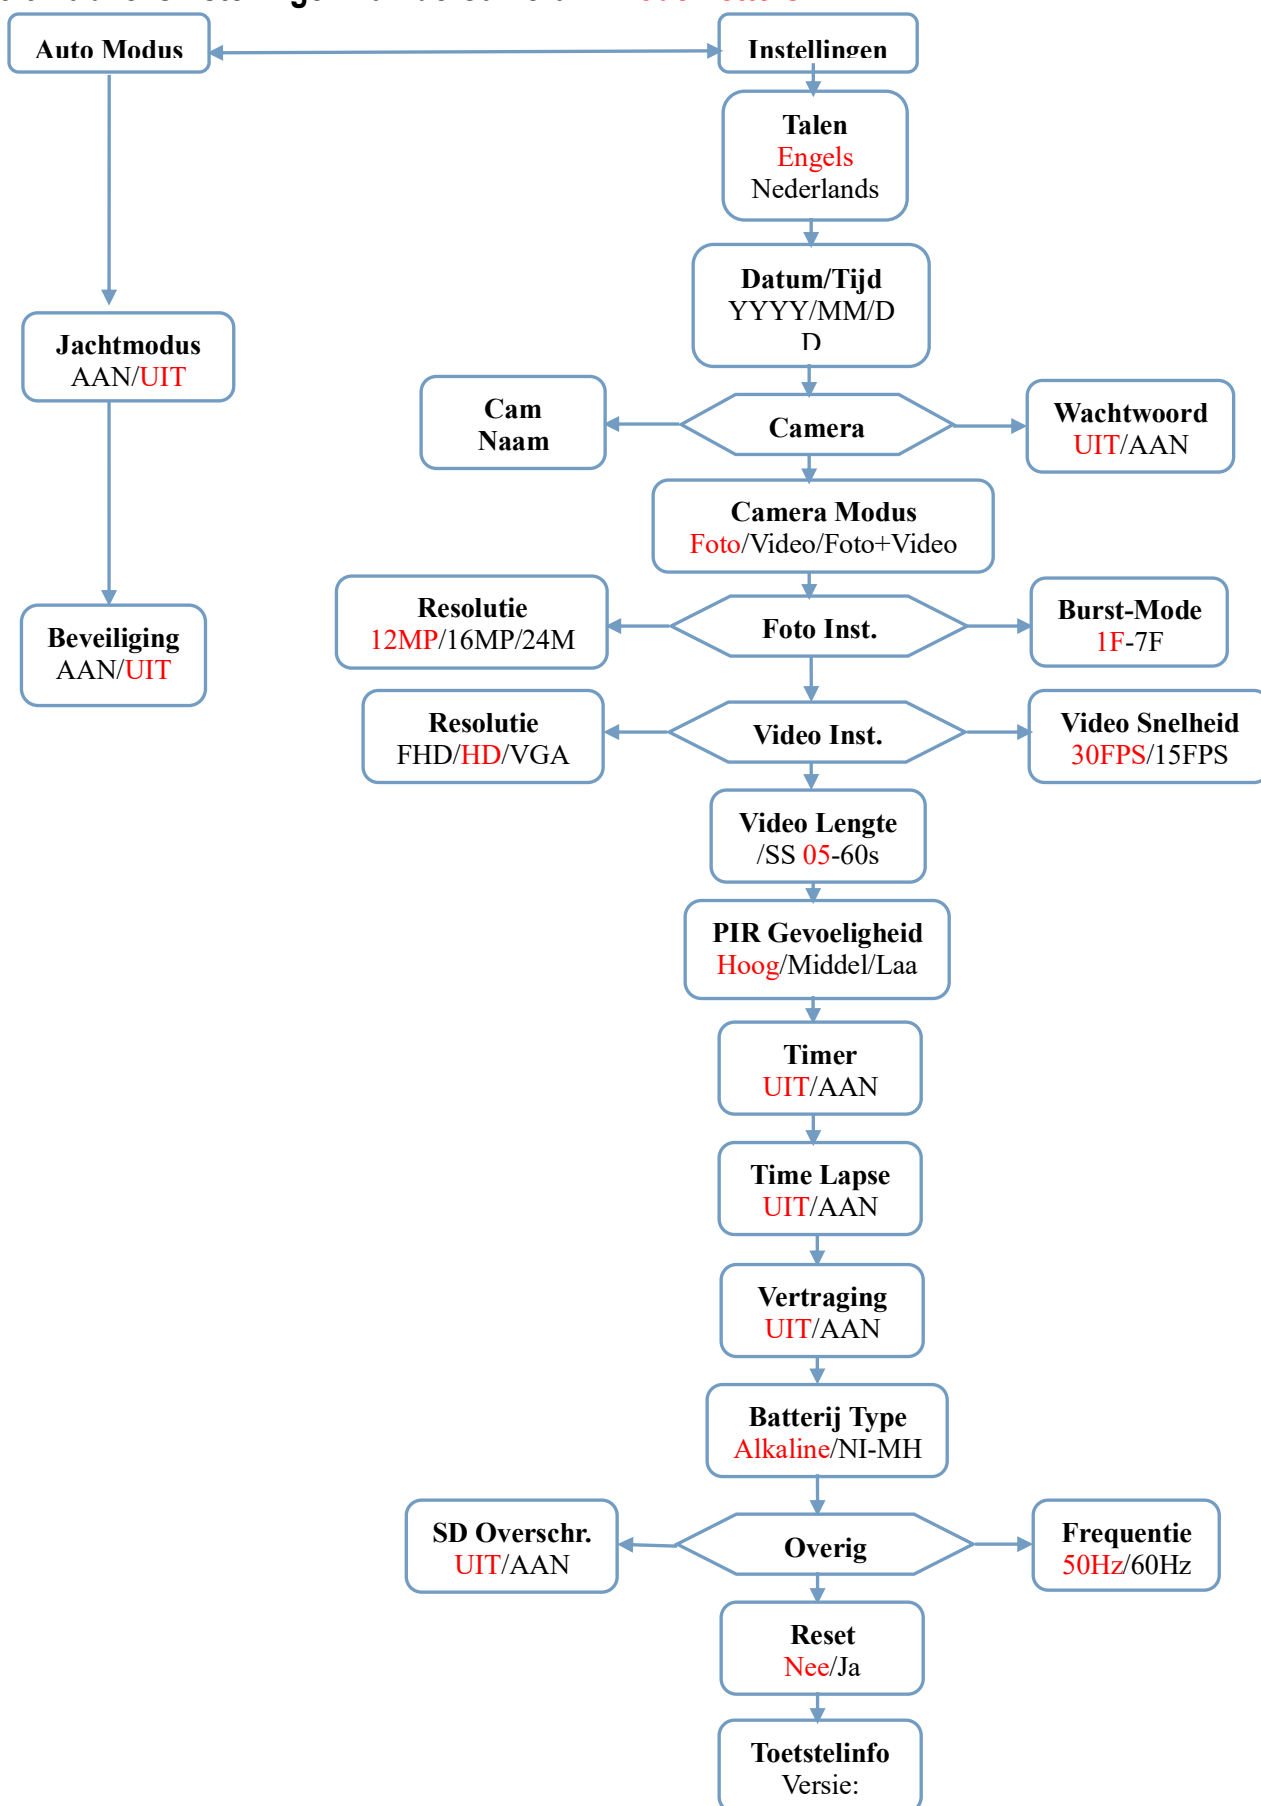 Auto Modus
Instellingen
Talen
Engels
Nederlands
Datum/Tijd
YYYY/MM/D
D
Jachtmodus
AAN/UIT
Cam
Naam
Camera
Wachtwoord
UIT/AAN
Camera Modus
Foto/Video/Foto+Video
Resolutie
12MP/16MP/24M
Foto Inst.
Burst-Mode
1F-7F
Beveiliging
AAN/UIT
Resolutie
FHD/HD/VGA
Video Inst.
Video Snelheid
30FPS/15FPS
Video Lengte
/SS 05-60s
PIR Gevoeligheid
Hoog/Middel/Laa
Timer
UIT/AAN
Time Lapse
UIT/AAN
Vertraging
UIT/AAN
Batterij Type
Alkaline/NI-MH
SD Overschr.
UIT/AAN
Overig
Frequentie
50Hz/60Hz
Reset
Nee/Ja
Toetstelinfo
Versie: